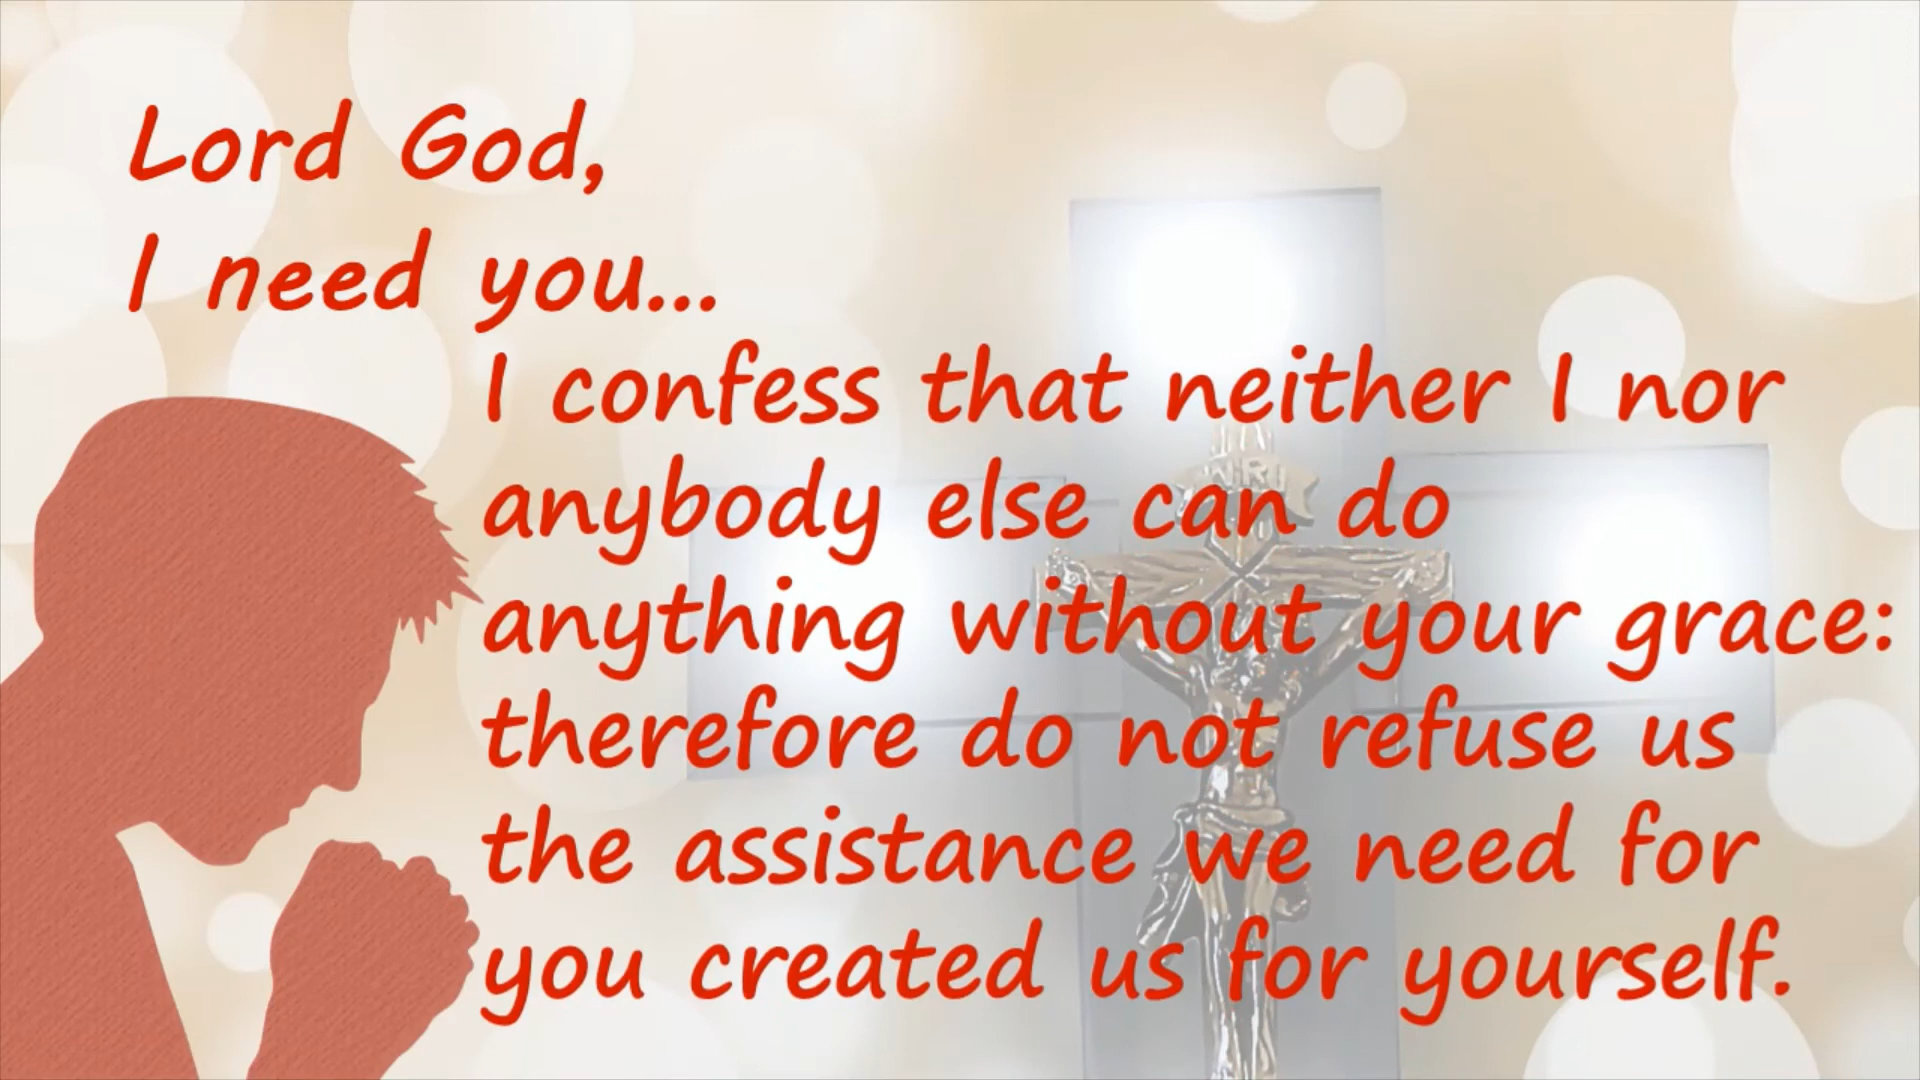 Lord God,
I need you...
I confess that neither I nor
anybody else can do
anything without your grace:
therefore do not refuse us
the assistance we need for
you created us for yourself.
INRI